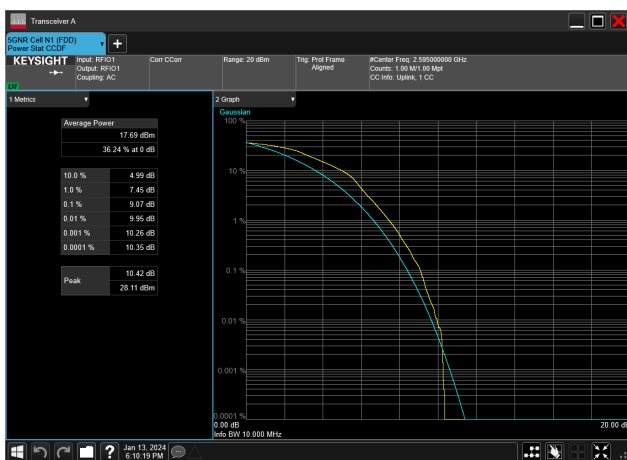 Transceiver A
5GNR Cell N1 (FDD)
Power Stat CCDF
+
KEYSIGHT
Input: RFIO1
Output: RFIO1
Coupling: AC
Corr CCorr
Range: 20 dBm
Trig: Prot Frame
Aligned
#Center Freq: 2.595000000 GHz
Counts: 1.00 M/1.00 Mpt
CC Info: Uplink, 1 CC
1 Metrics
Average Power
17.69 dBm
36.24 % at 0 dB
10.0 % 4.99 dB
1.0 % 7.45 dB
0.1 % 9.07 dB
0.01 % 9.95 dB
0.001 % 10.26 dB
0.0001 % 10.35 dB
Peak
10.42 dB
28.11 dBm
2 Graph
Gaussian
100 %
10 %
1 %
0.1 %
0.01 %
0.001 %
0.0001 %
0.00 dB
20.00 dB
Info BW 10.000 MHz
?
Jan 13, 2024
6:10:19 PM